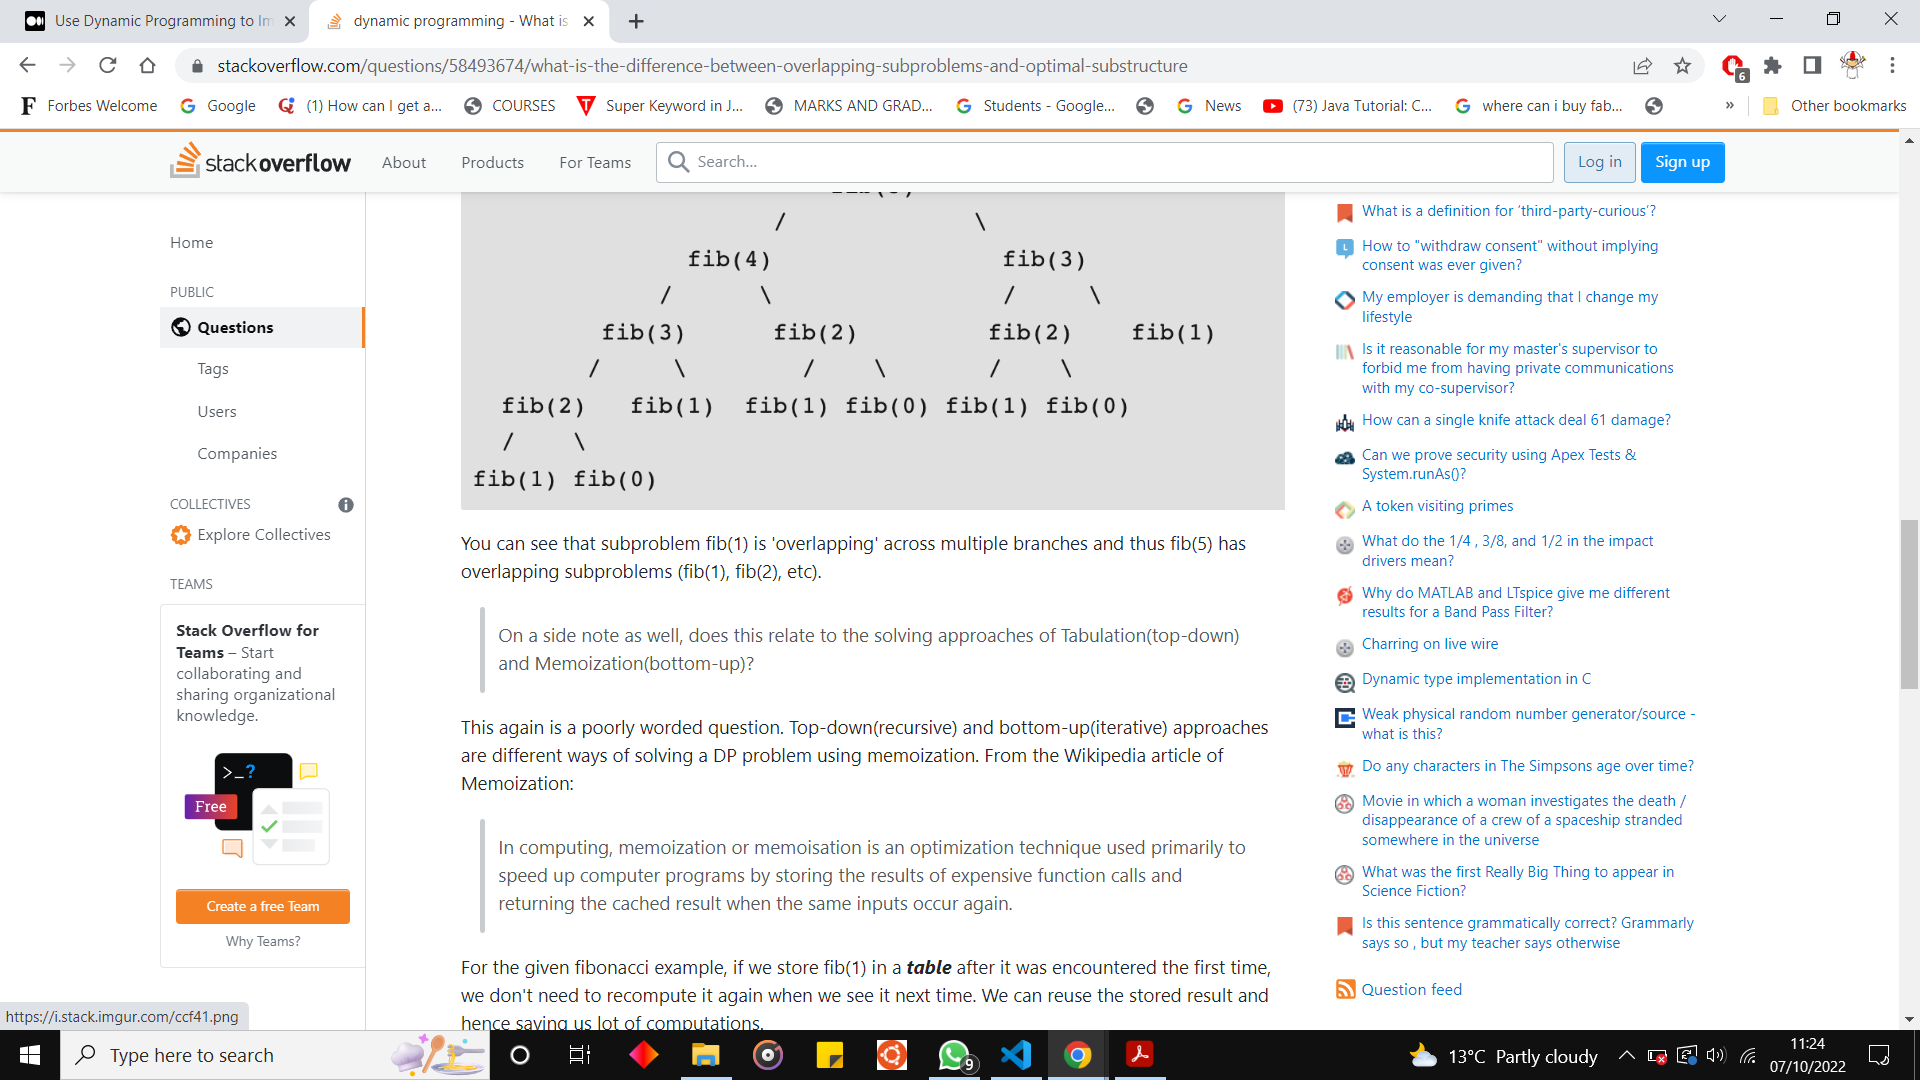 Use Dynamic Programming to Im
dynamic programming - What is
stackoverflow.com/questions/58493674/what-is-the-difference-between-overlapping-subproblems-and-optimal-substructure
6
Forbes Welcome
Google
(1) How can I get a...
COURSES
Super Keyword in J...
MARKS AND GRAD...
Students - Google...
News
(73) Java Tutorial: C...
where can i buy fab...
»
Other bookmarks
stackoverflow
About
Products
For Teams
Search...
Log in
Sign up
Home
PUBLIC
Questions
Tags
Users
Companies
COLLECTIVES
Explore Collectives
TEAMS
Stack Overflow for
Teams – Start
collaborating and
sharing organizational
knowledge.
>_?
Free
Create a free Team
Why Teams?
/ \
fib(4) fib(3)
/ \ / \
fib(3) fib(2) fib(2) fib(1)
/ \ / \ / \
fib(2) fib(1) fib(1) fib(0) fib(1) fib(0)
/ \
fib(1) fib(0)
You can see that subproblem fib(1) is 'overlapping' across multiple branches and thus fib(5) has
overlapping subproblems (fib(1), fib(2), etc).
On a side note as well, does this relate to the solving approaches of Tabulation(top-down)
and Memoization(bottom-up)?
This again is a poorly worded question. Top-down(recursive) and bottom-up(iterative) approaches
are different ways of solving a DP problem using memoization. From the Wikipedia article of
Memoization:
In computing, memoization or memoisation is an optimization technique used primarily to
speed up computer programs by storing the results of expensive function calls and
returning the cached result when the same inputs occur again.
For the given fibonacci example, if we store fib(1) in a table after it was encountered the first time,
we don't need to recompute it again when we see it next time. We can reuse the stored result and
hence saving us lot of computations.
What is a definition for ‘third-party-curious’?
How to "withdraw consent" without implying
consent was ever given?
My employer is demanding that I change my
lifestyle
Is it reasonable for my master's supervisor to
forbid me from having private communications
with my co-supervisor?
How can a single knife attack deal 61 damage?
Can we prove security using Apex Tests &
System.runAs()?
A token visiting primes
What do the 1/4 , 3/8, and 1/2 in the impact
drivers mean?
Why do MATLAB and LTspice give me different
results for a Band Pass Filter?
Charring on live wire
Dynamic type implementation in C
Weak physical random number generator/source -
what is this?
Do any characters in The Simpsons age over time?
Movie in which a woman investigates the death /
disappearance of a crew of a spaceship stranded
somewhere in the universe
What was the first Really Big Thing to appear in
Science Fiction?
Is this sentence grammatically correct? Grammarly
says so , but my teacher says otherwise
Question feed
https://i.stack.imgur.com/ccf41.png
Type here to search
9
13°C Partly cloudy
11:24
07/10/2022